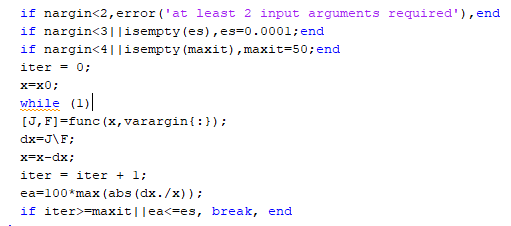 if nargin<2,error('at least 2 input arguments required'),end
if nargin<3||isempty(es),es=0.0001;end
if nargin<4||isempty(maxit),maxit=50;end
iter = 0;
x=x0;
while (1)
[J,F]=func(x,varargin{:});
dx=J\F;
x=x-dx;
iter = iter + 1;
ea=100*max(abs(dx./x));
if iter>=maxit||ea<=es, break, end